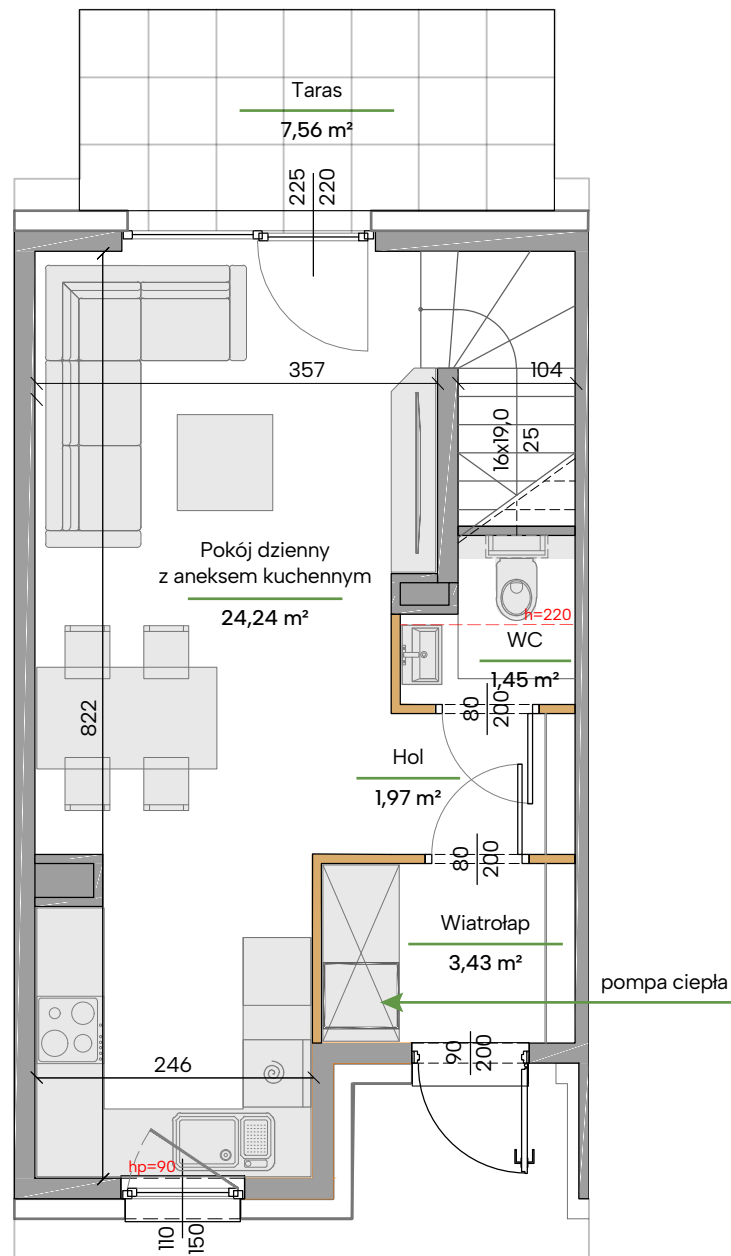 Taras
7,56 m²
225
220
357
104
16x19,0
25
Pokój dzienny
z aneksem kuchennym
24,24 m²
h=220
WC
1,45 m²
80
200
822
Hol
1,97 m²
80
200
Wiatrołap
3,43 m²
pompa ciepła
90
200
246
hp=90
110
150